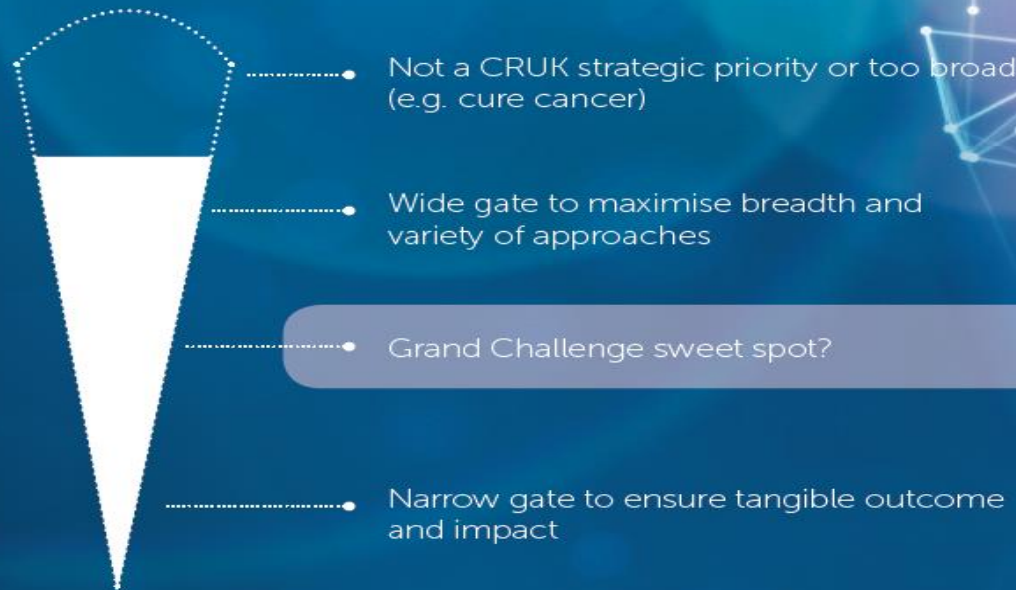 Not a CRUK strategic priority or too broad
(e.g. cure cancer)
Wide gate to maximise breadth and
variety of approaches
Grand Challenge sweet spot?
Narrow gate to ensure tangible outcome
and impact